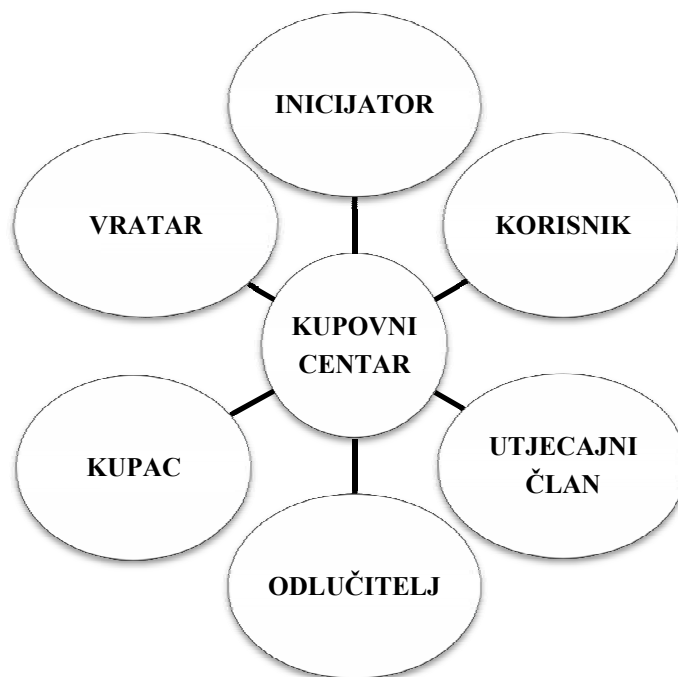 INICIJATOR
VRATAR
KORISNIK
KUPOVNI
CENTAR
KUPAC
UTJECAJNI
ČLAN
ODLUČITELJ